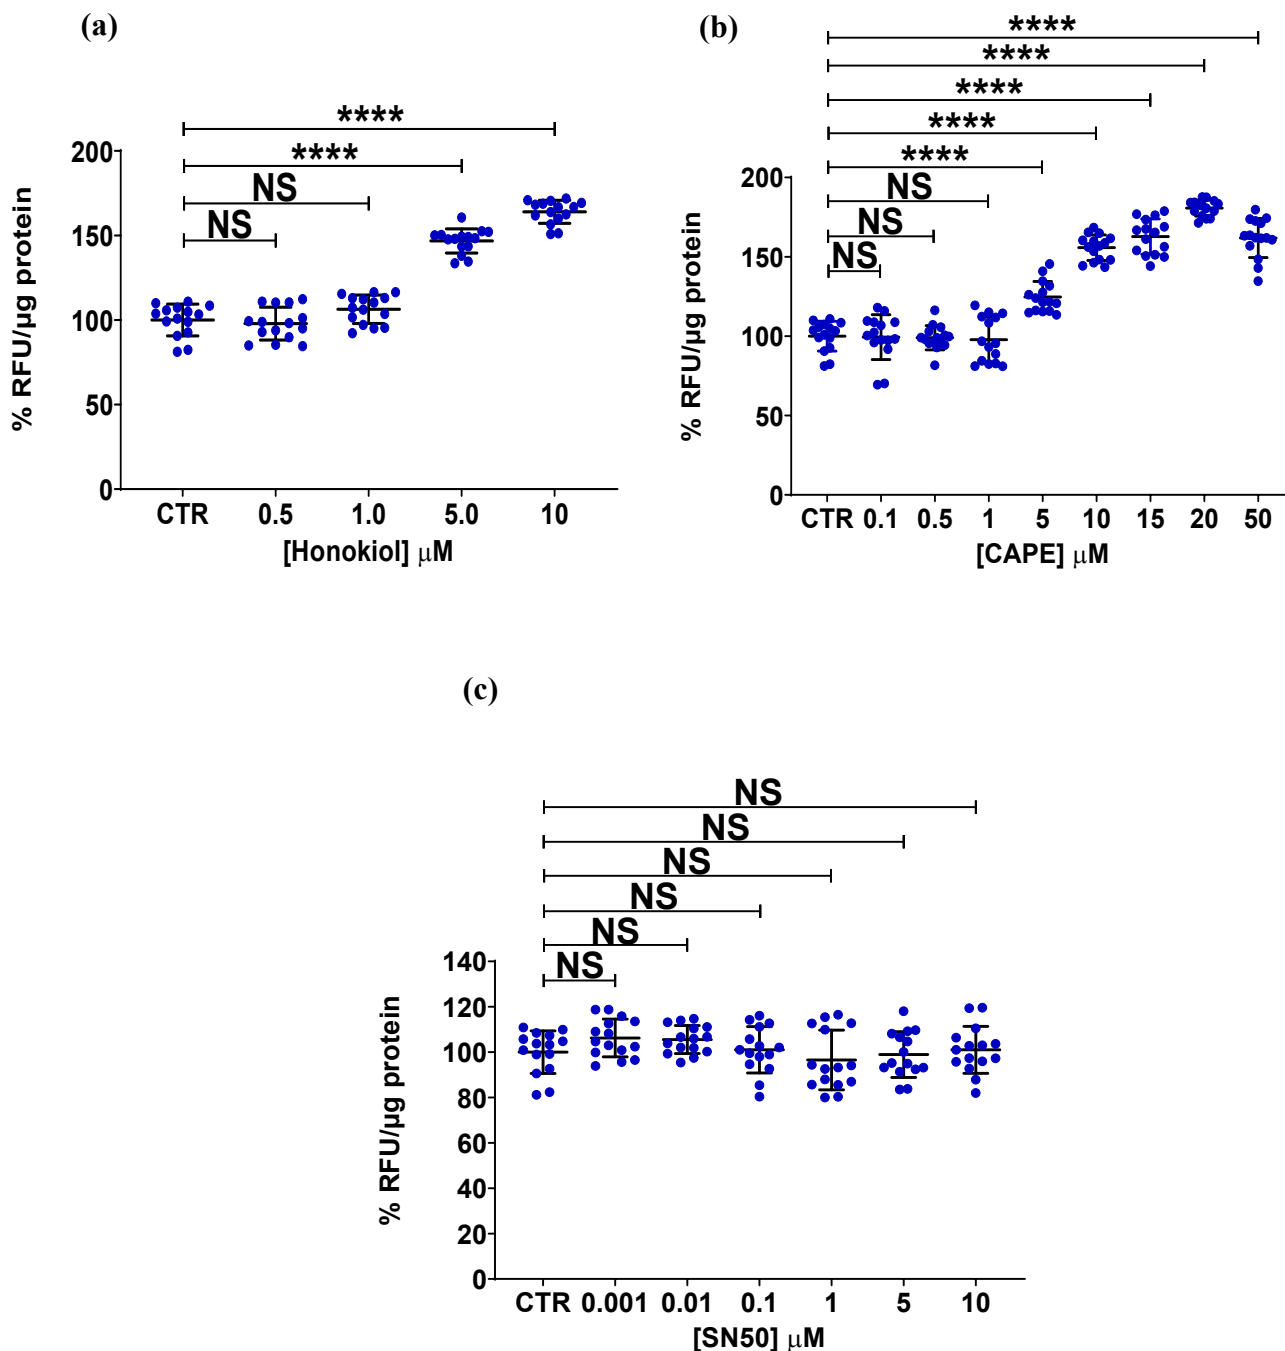 (a)
****
****
NS
NS
200
150
100
50
0
% RFU/µg protein
CTR 0.5 1.0 5.0 10
[Honokiol] μM
(b)
****
****
****
****
****
NS
NS
NS
200
150
100
50
0
% RFU/µg protein
CTR 0.1 0.5 1 5 10 15 20 50
[CAPE] μM
(c)
NS
NS
NS
NS
NS
NS
140
120
100
80
60
40
20
0
% RFU/µg protein
CTR 0.001 0.01 0.1 1 5 10
[SN50] μM